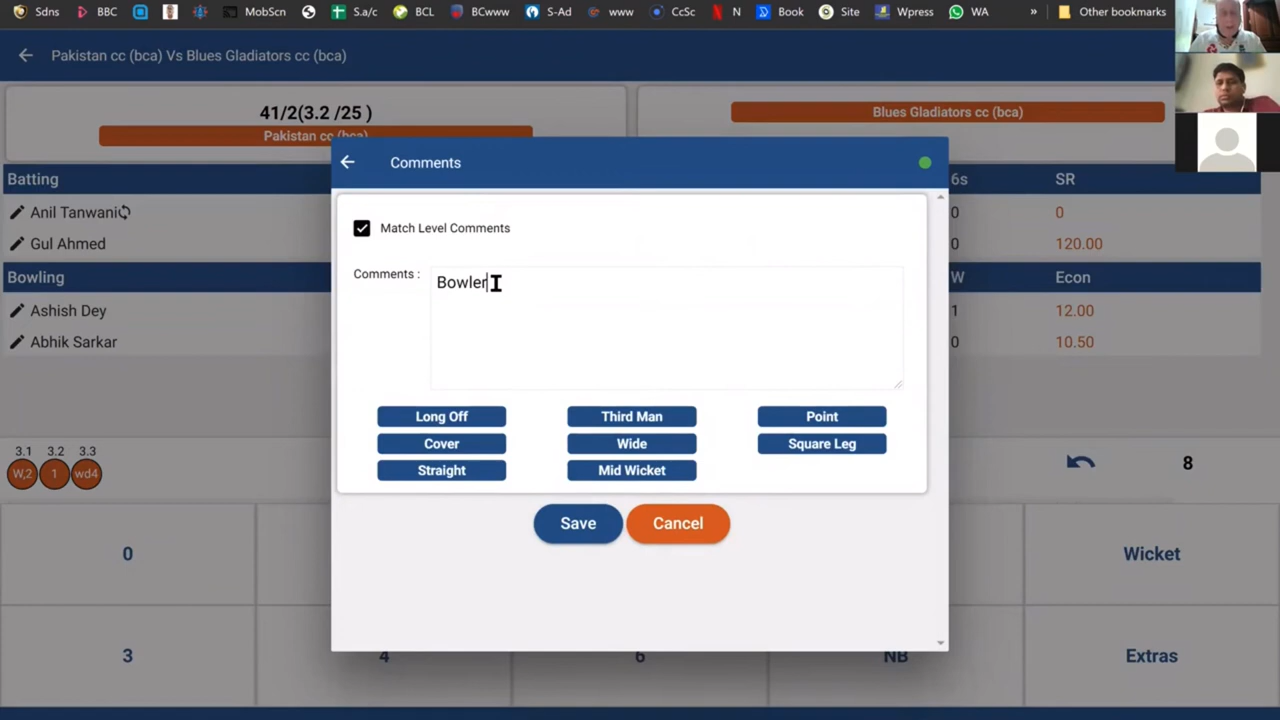 Sdns BBC MobScn S.a/c BCL BCwww S-Ad www CcSc N Book Site Wpress WA » Other bookmarks
Pakistan cc (bca) Vs Blues Gladiators cc (bca)
41/2(3.2 /25 )
Pakistan cc (bca)
Blues Gladiators cc (bca)
Batting 6s SR
Anil Tanwani 0 0
Gul Ahmed 0 120.00
Bowling W Econ
Ashish Dey 1 12.00
Abhik Sarkar 0 10.50
Comments
Match Level Comments
Comments :
Bowler
Long Off Third Man Point
Cover Wide Square Leg
Straight Mid Wicket
Save Cancel
3.1 3.2 3.3
W,2 1 wd4
8
0 Wicket
3 4 6 NB Extras